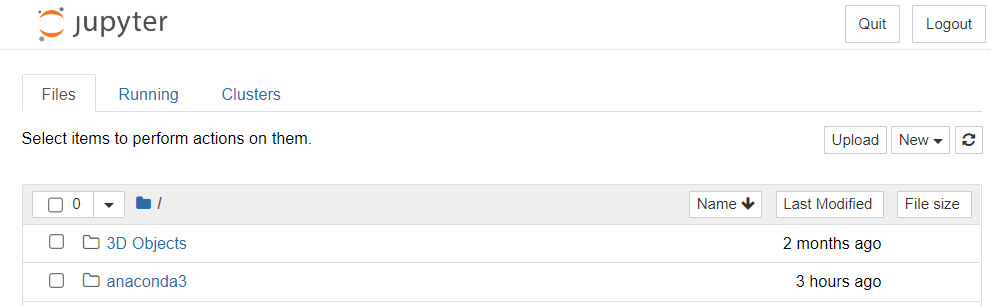 jupyter
Quit
Logout
Files
Running
Clusters
Select items to perform actions on them.
Upload
New
0
/
Name
Last Modified
File size
3D Objects
2 months ago
anaconda3
3 hours ago